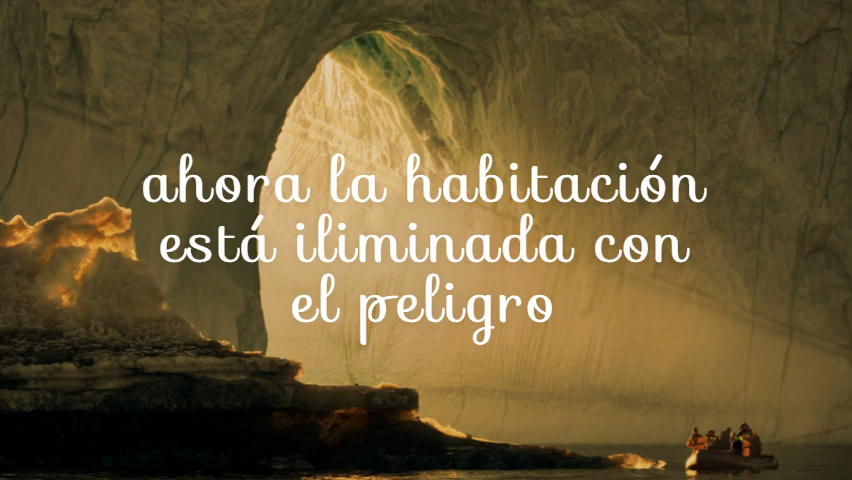 ahora la habitación
está iliminada con
el peligro